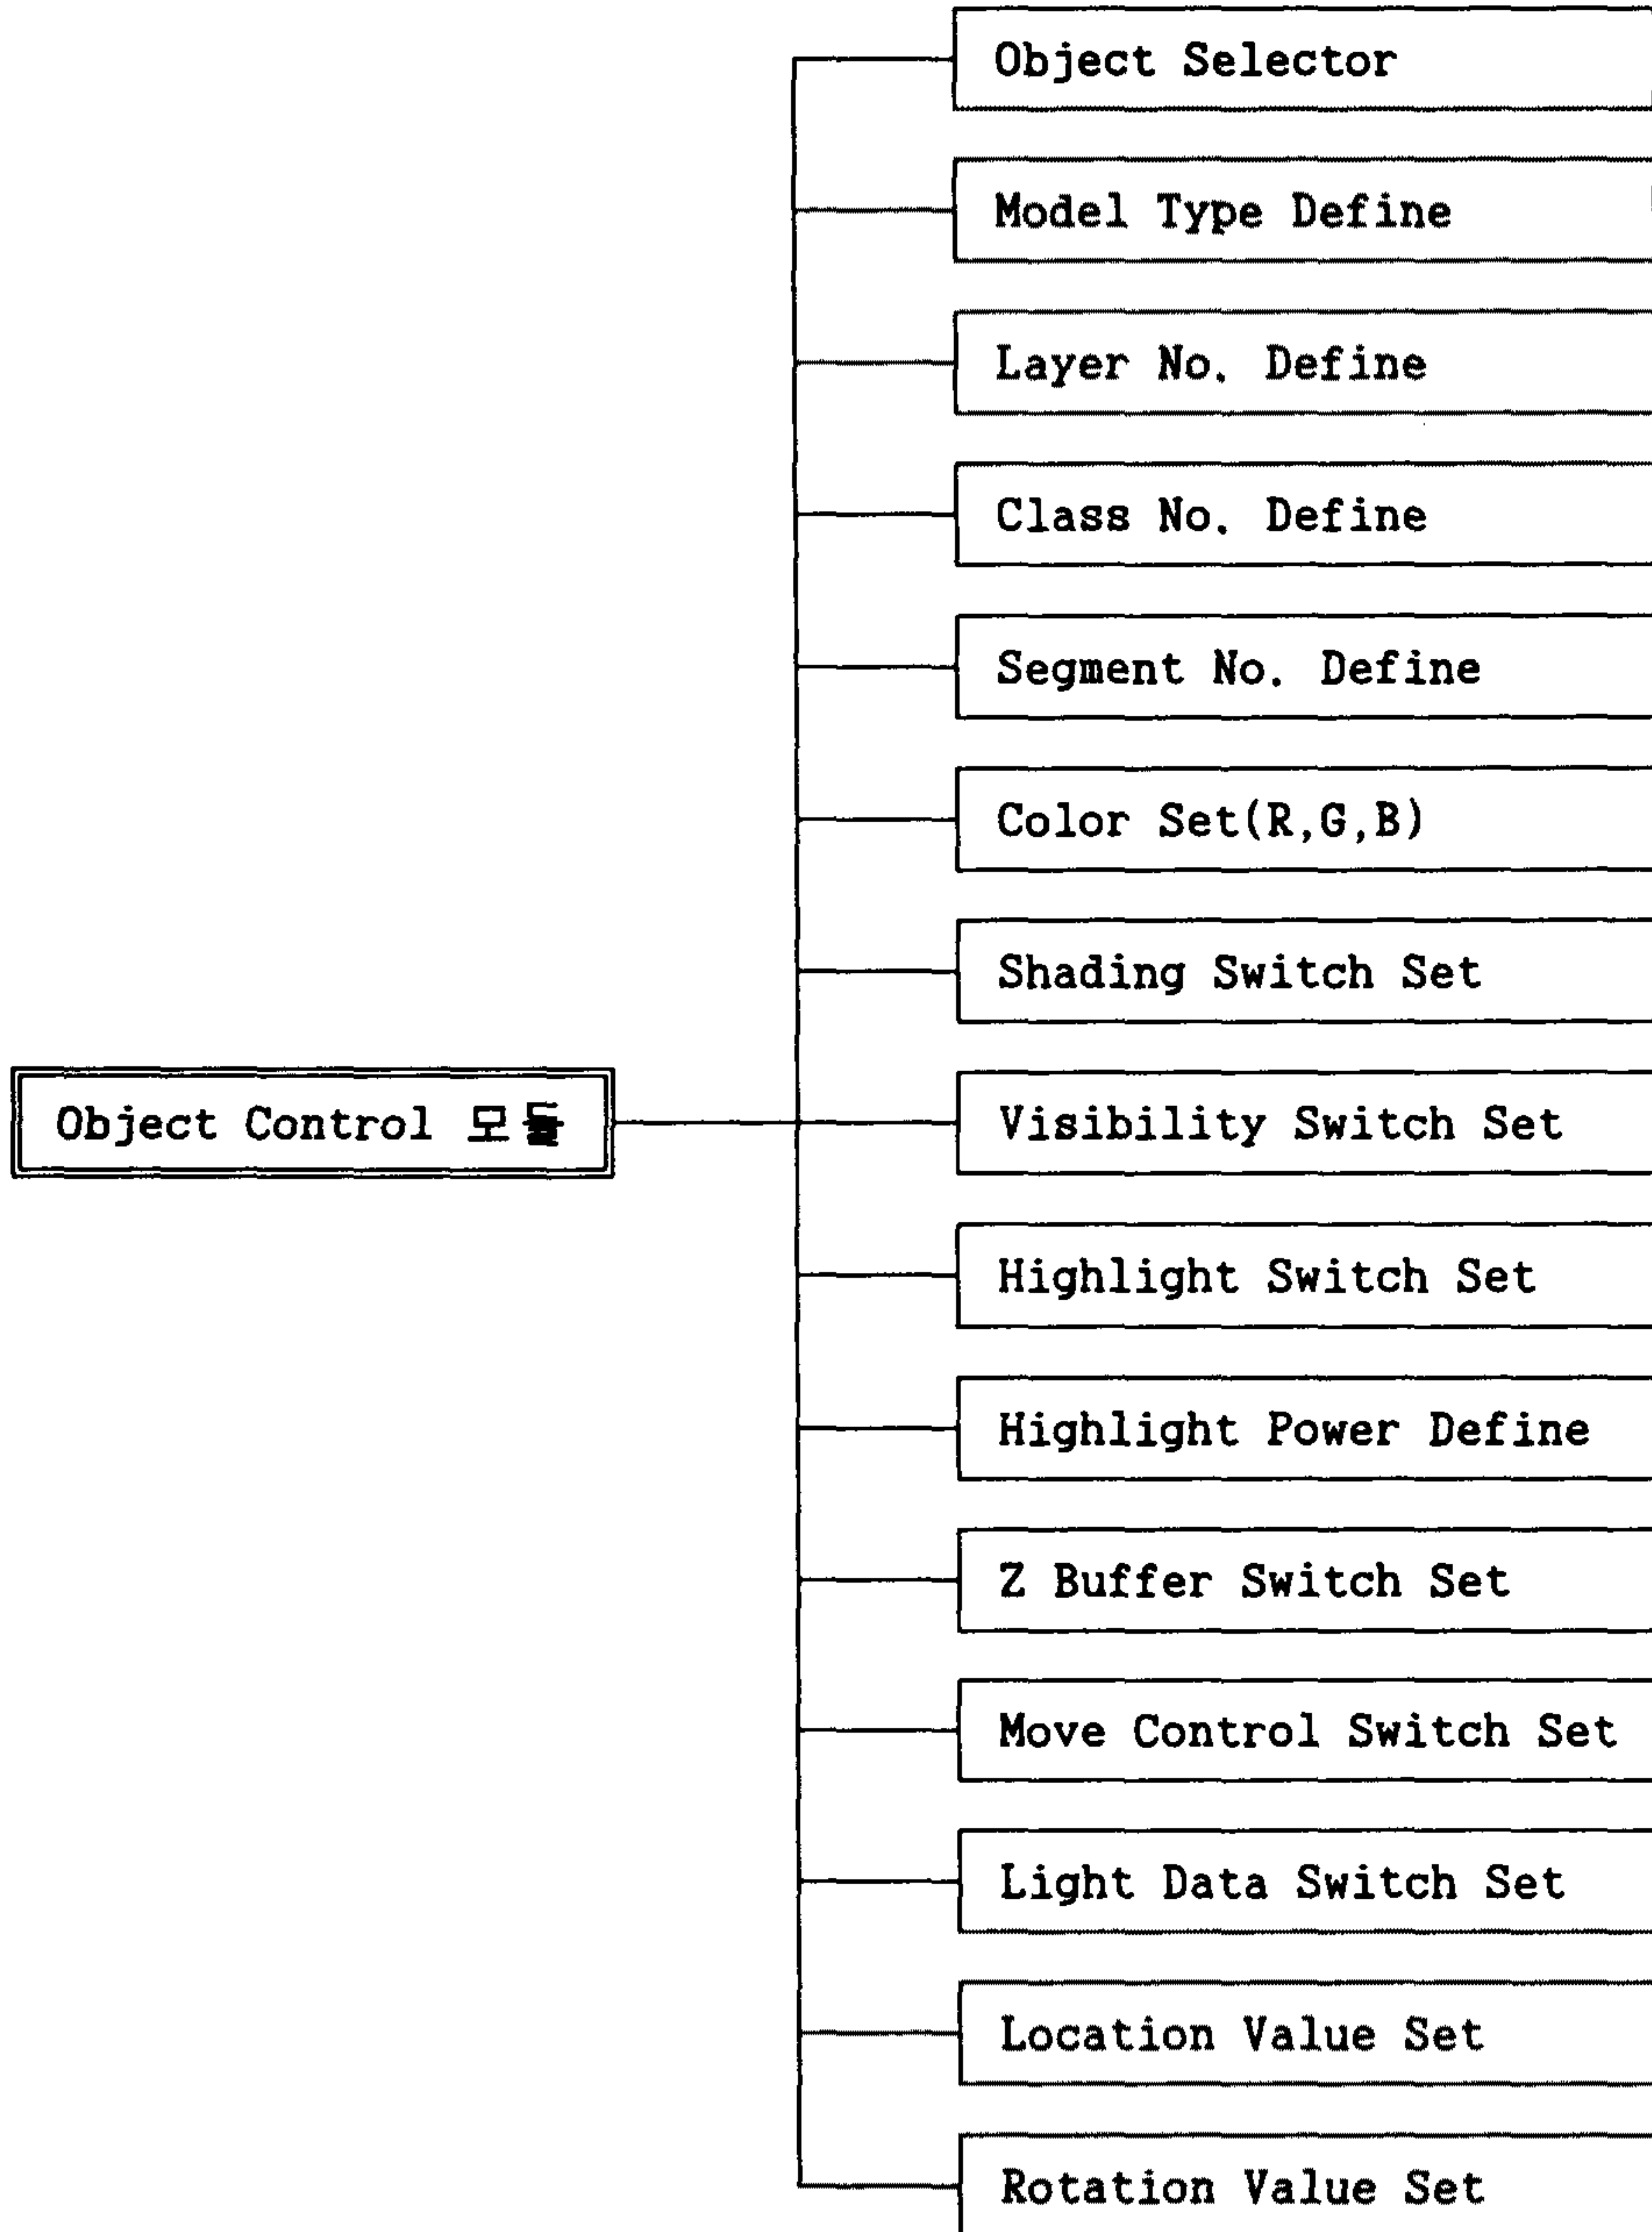 Object Selector
Model Type Define
Layer No. Define
Class No. Define
Segment No. Define
Color Set(R,G,B)
Shading Switch Set
Object Control 모듈
Visibility Switch Set
Highlight Switch Set
Highlight Power Define
Z Buffer Switch Set
Move Control Switch Set
Light Data Switch Set
Location Value Set
Rotation Value Set